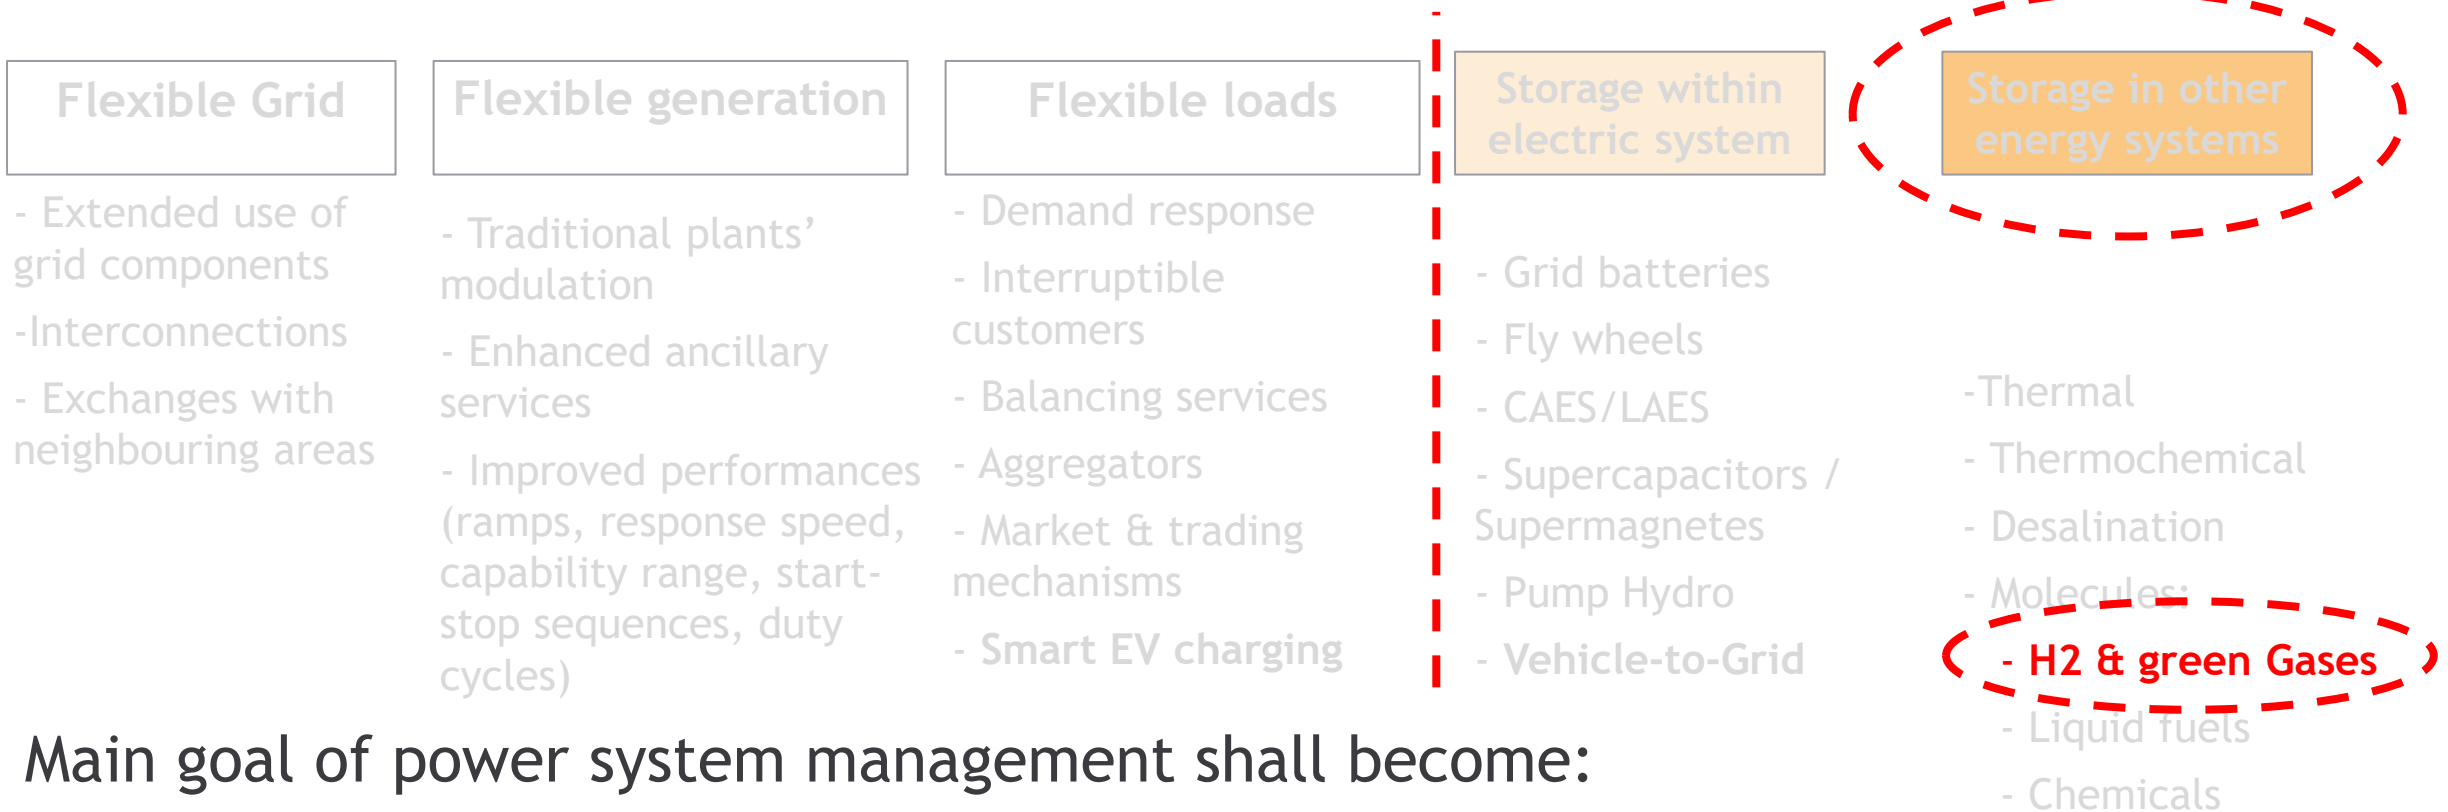 Flexible Grid
- Extended use of
grid components
-Interconnections
- Exchanges with
neighbouring areas
Flexible generation
- Traditional plants’
modulation
- Enhanced ancillary
services
- Improved performances
(ramps, response speed,
capability range, start-
stop sequences, duty
cycles)
Flexible loads
- Demand response
- Interruptible
customers
- Balancing services
- Aggregators
- Market & trading
mechanisms
- Smart EV charging
Storage within
electric system
- Grid batteries
- Fly wheels
- CAES/LAES
- Supercapacitors /
Supermagnetes
- Pump Hydro
- Vehicle-to-Grid
Storage in other
energy systems
-Thermal
- Thermochemical
- Desalination
- Molecules:
- H2 & green Gases
- Liquid fuels
- Chemicals
Main goal of power system management shall become: